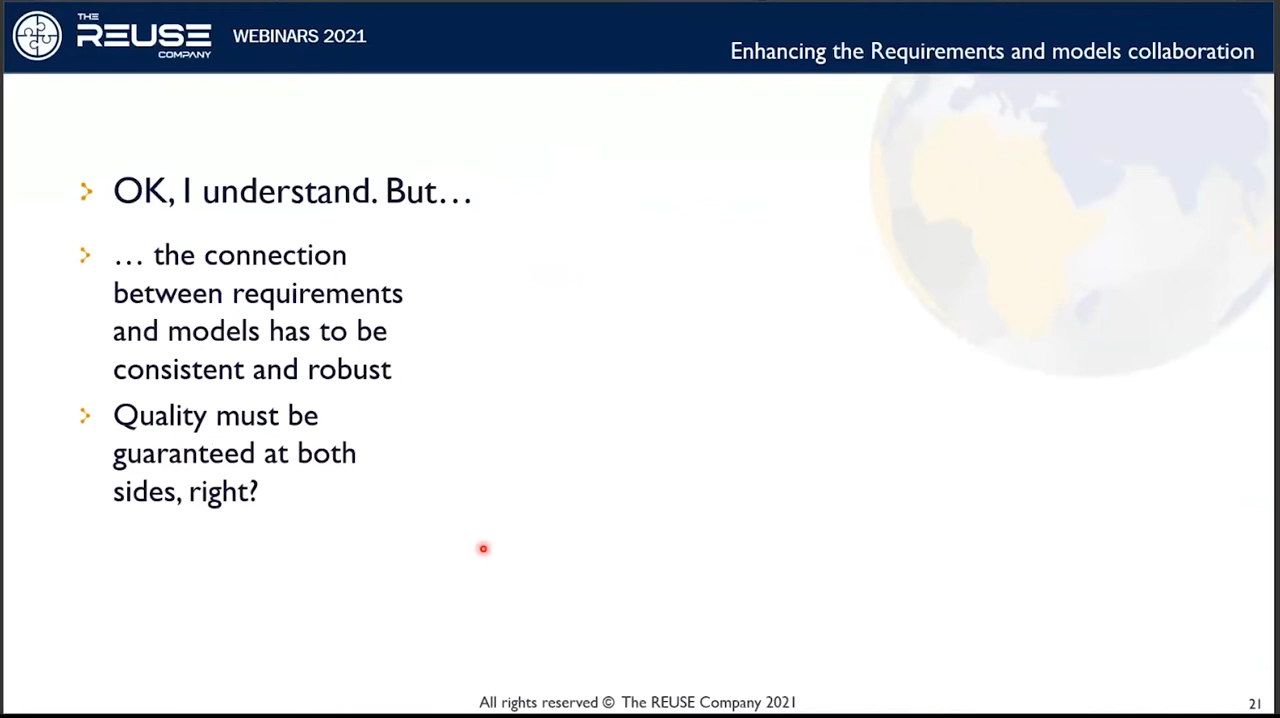 THE
REUSE
COMPANY
WEBINARS 2021
Enhancing the Requirements and models collaboration
OK, I understand. But…
… the connection
between requirements
and models has to be
consistent and robust
Quality must be
guaranteed at both
sides, right?
All rights reserved © The REUSE Company 2021
21